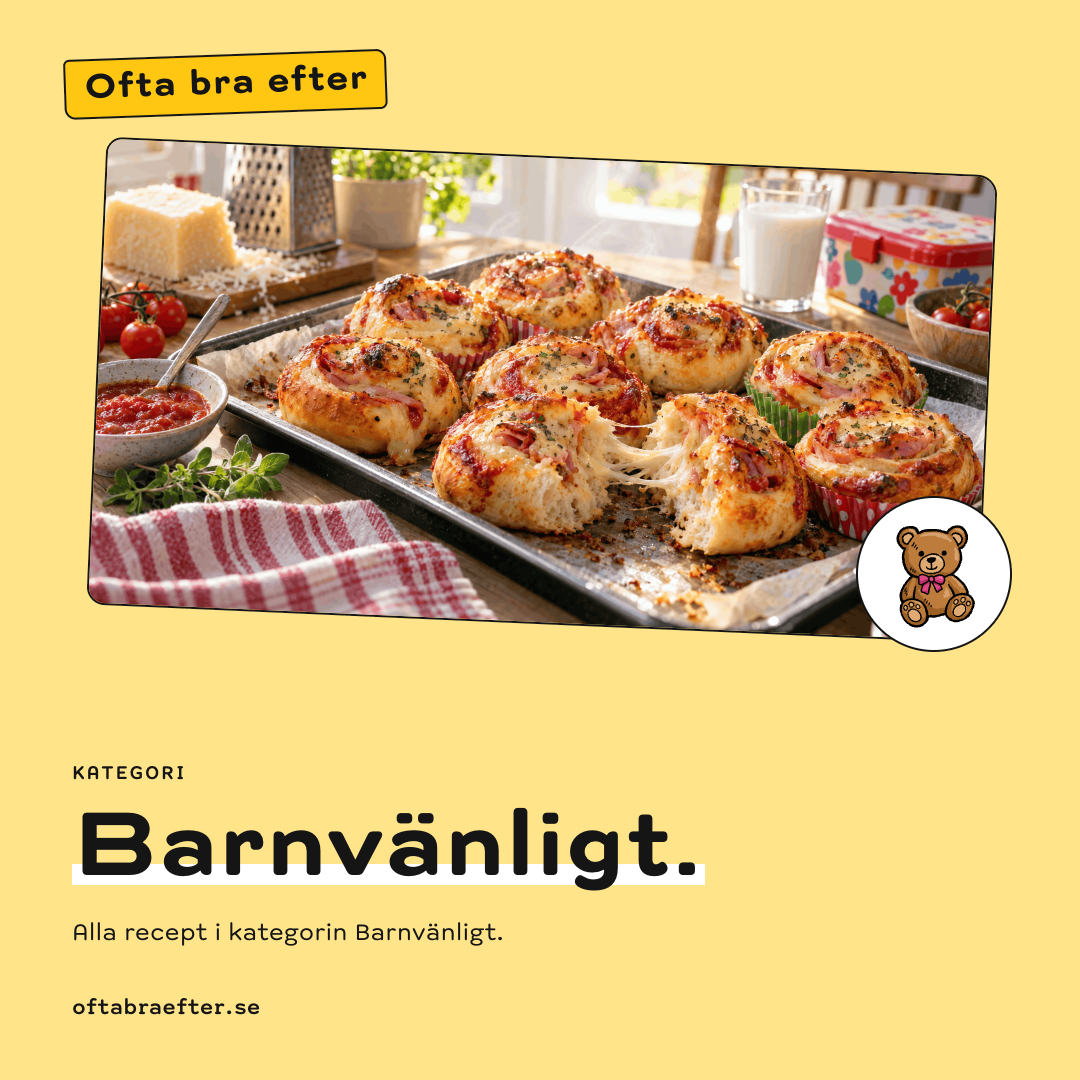 Ofta bra efter
KATEGORI
Barnvänligt.
Alla recept i kategorin Barnvänligt.
oftabraefter.se